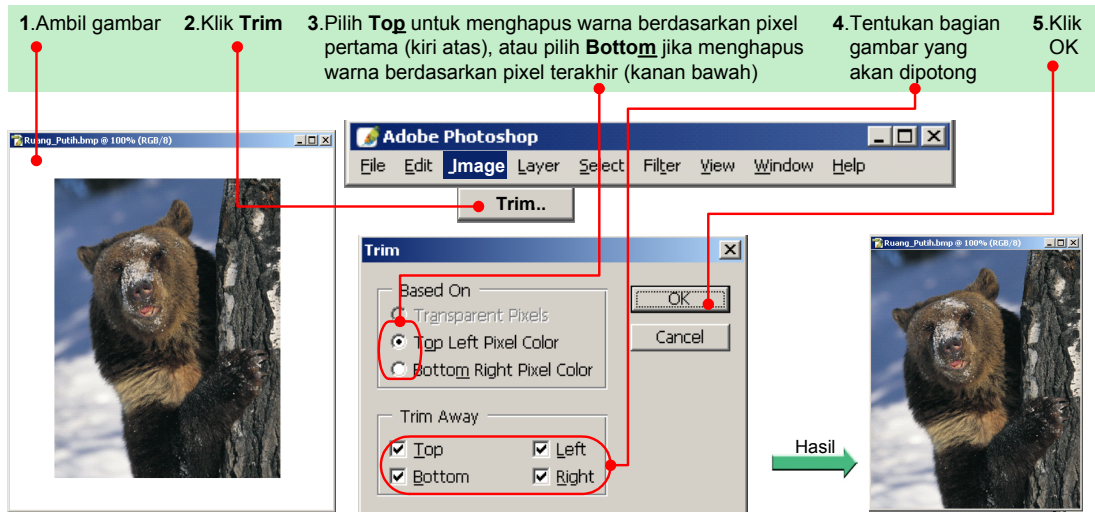 1.Ambil gambar
2.Klik Trim
3.Pilih Top untuk menghapus warna berdasarkan pixel
pertama (kiri atas), atau pilih Bottom jika menghapus
warna berdasarkan pixel terakhir (kanan bawah)
4.Tentukan bagian
gambar yang
akan dipotong
5.Klik
OK
Ruang_Putih.bmp @ 100% (RGB/8)
Adobe Photoshop
File Edit Image Layer Select Filter View Window Help
Trim..
Trim
Based On
Transparent Pixels
Top Left Pixel Color
Bottom Right Pixel Color
OK
Cancel
Trim Away
Top
Left
Bottom
Right
Hasil
Ruang_Putih.bmp @ 100% (RGB/8)